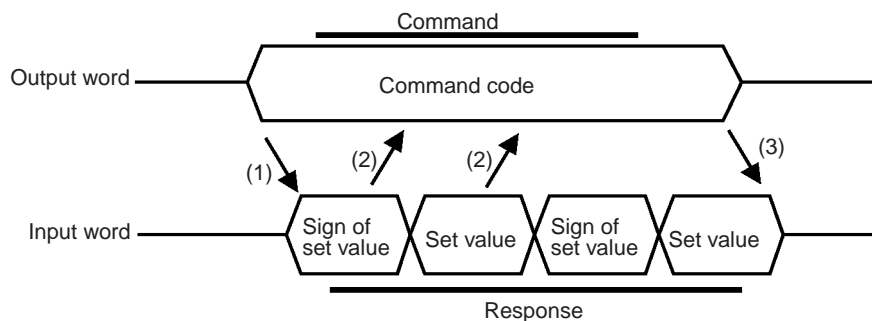 Command
Output word
Command code
(1)
(2)
(2)
(3)
Input word
Sign of
set value
Set value
Sign of
set value
Set value
Response